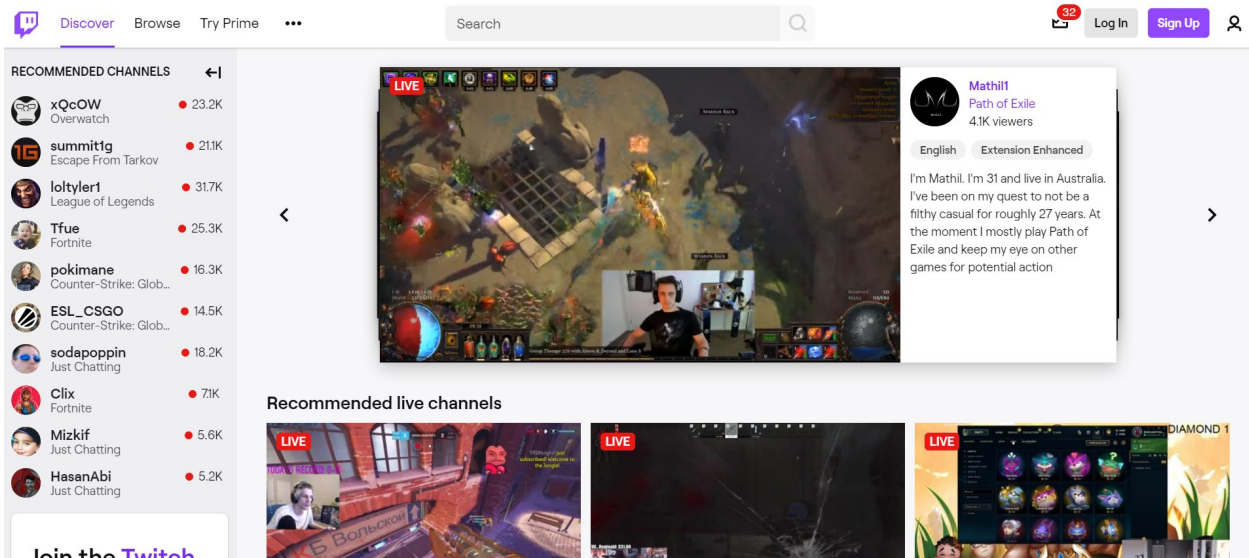 Discover Browse Try Prime ••• Search 32 Log In Sign Up
RECOMMENDED CHANNELS
xQcOW 23.2K
Overwatch
summit1g 21.1K
Escape From Tarkov
loltyler1 31.7K
League of Legends
Tfue 25.3K
Fortnite
pokimane 16.3K
Counter-Strike: Glob...
ESL_CSGO 14.5K
Counter-Strike: Glob...
sodapoppin 18.2K
Just Chatting
Clix 7.1K
Fortnite
Mizkif 5.6K
Just Chatting
HasanAbi 5.2K
Just Chatting
Join the Twitch
LIVE
Mathil1
Path of Exile
4.1K viewers
English Extension Enhanced
I'm Mathil. I'm 31 and live in Australia.
I've been on my quest to not be a
filthy casual for roughly 27 years. At
the moment I mostly play Path of
Exile and keep my eye on other
games for potential action
Recommended live channels
LIVE
КБ Вольской
LIVE
LIVE
DIAMOND 1